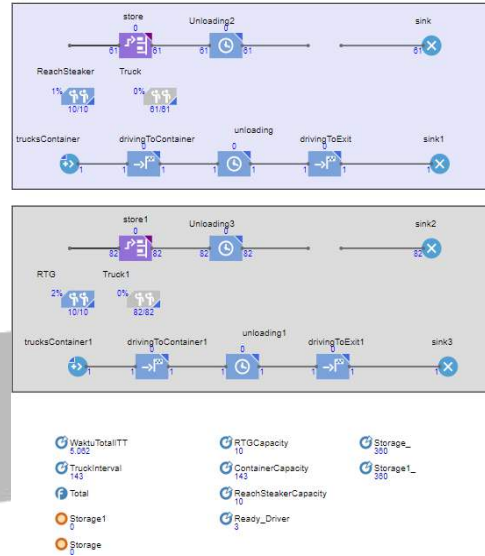 store
Unloading2
sink
0
0
61 61 61 61 61
ReachSteaker
Truck
1%
0%
10/10
61/61
trucksContainer
drivingToContainer
unloading
drivingToExit
sink1
0
0
0
1 1 1 1 1 1 1 1
store1
Unloading3
sink2
0
0
82 82 82 82 82
RTG
Truck1
2%
0%
10/10
82/82
trucksContainer1
drivingToContainer1
unloading1
drivingToExit1
sink3
0
0
0
1 1 1 1 1 1 1 1
WaktuTotalITT
5.062
RTGCapacity
10
Storage_
360
TruckInterval
143
ContainerCapacity
143
Storage1_
360
Total
ReachSteakerCapacity
10
Storage1
0
Ready_Driver
3
Storage
0